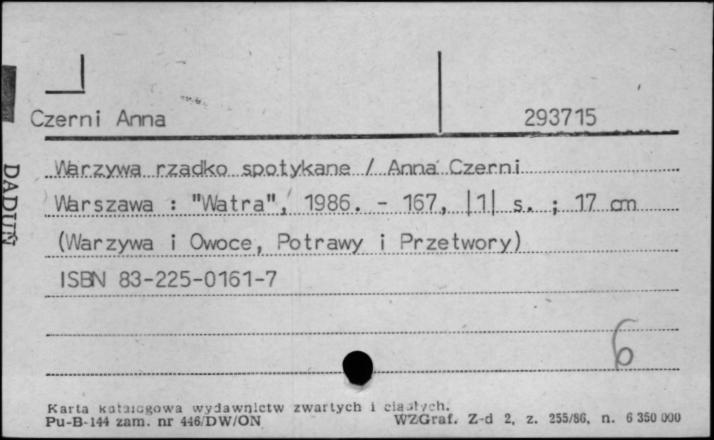 Czerni Anna 293715
Warzywa rzadko spotykane / Anna Czerni
Warszawa : "Watra", 1986. - 167, |1| s. ; 17 cm
(Warzywa i Owoce, Potrawy i Przetwory)
ISBN 83-225-0161-7
6
DADUŃ
Karta katalogowa wydawnictw zwartych i ciągłych.
Pu-B-144 zam. nr 446/DW/ON WZGraf. Z-d 2, z. 255/86, n. 6 350 000